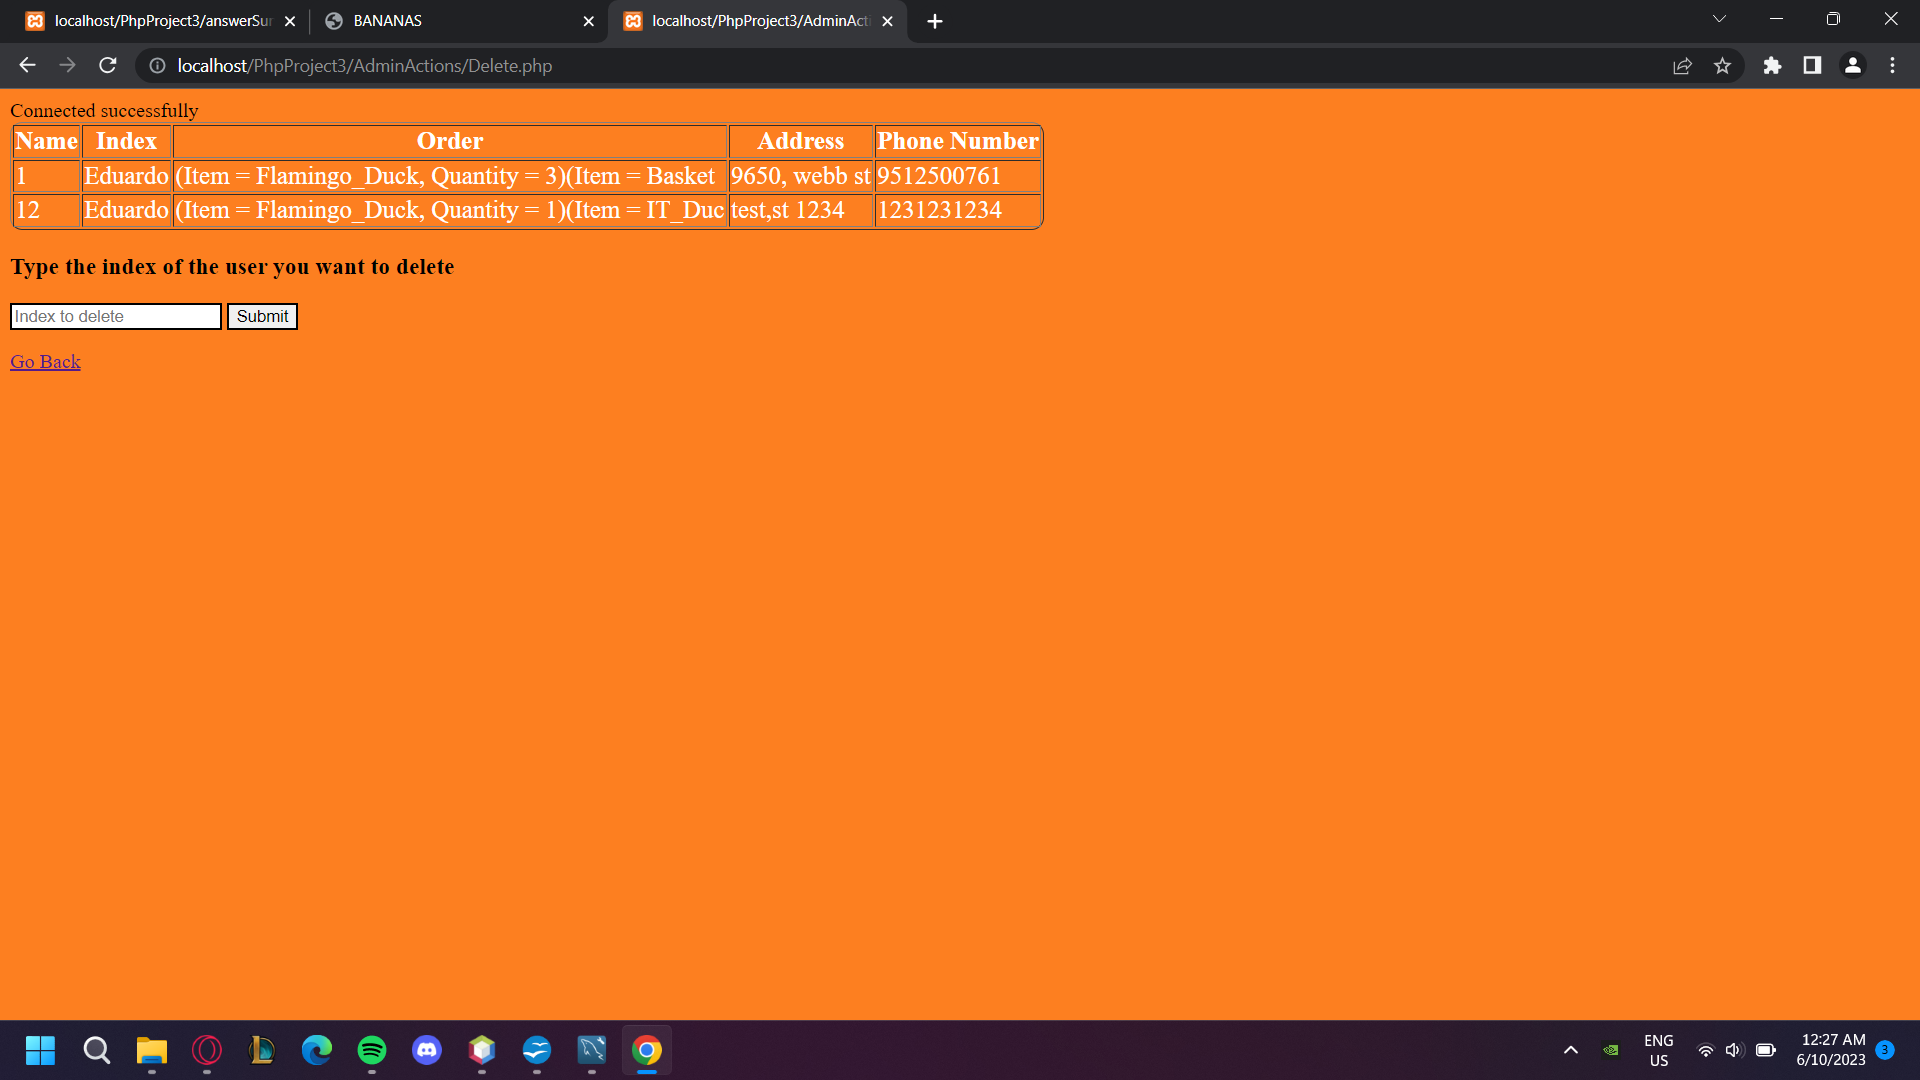 localhost/PhpProject3/answerSur
BANANAS
localhost/PhpProject3/AdminActi
localhost/PhpProject3/AdminActions/Delete.php
Connected successfully
Name Index Order Address Phone Number
1 Eduardo (Item = Flamingo_Duck, Quantity = 3)(Item = Basket 9650, webb st 9512500761
12 Eduardo (Item = Flamingo_Duck, Quantity = 1)(Item = IT_Duc test,st 1234 1231231234
Type the index of the user you want to delete
Index to delete Submit
Go Back
ENG 12:27 AM 3
US 6/10/2023